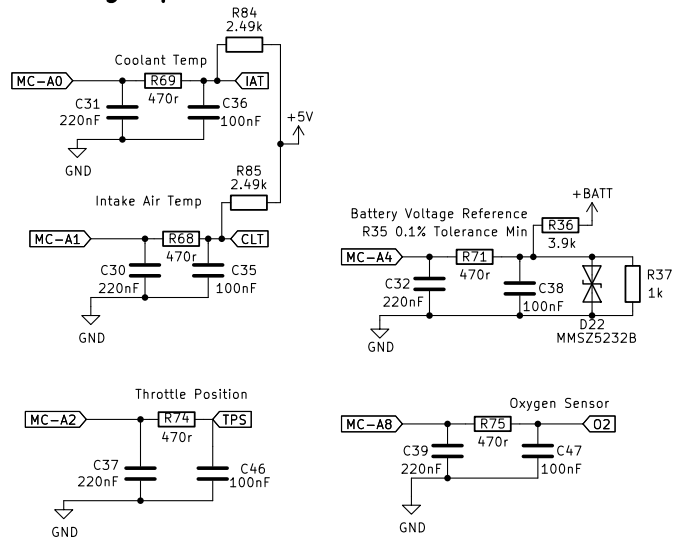 R84
2.49k
Coolant Temp
MC-A0
R69
IAT
470r
C31
220nF
C36
100nF
+5V
GND
R85
2.49k
Intake Air Temp
MC-A1
R68
CLT
470r
C30
220nF
C35
100nF
GND
+BATT
Battery Voltage Reference
R35 0.1% Tolerance Min
R36
3.9k
MC-A4
R71
470r
C32
220nF
C38
100nF
R37
1k
D22
MMSZ5232B
GND
Throttle Position
MC-A2
R74
TPS
470r
C37
220nF
C46
100nF
GND
Oxygen Sensor
MC-A8
R75
O2
470r
C39
220nF
C47
100nF
GND